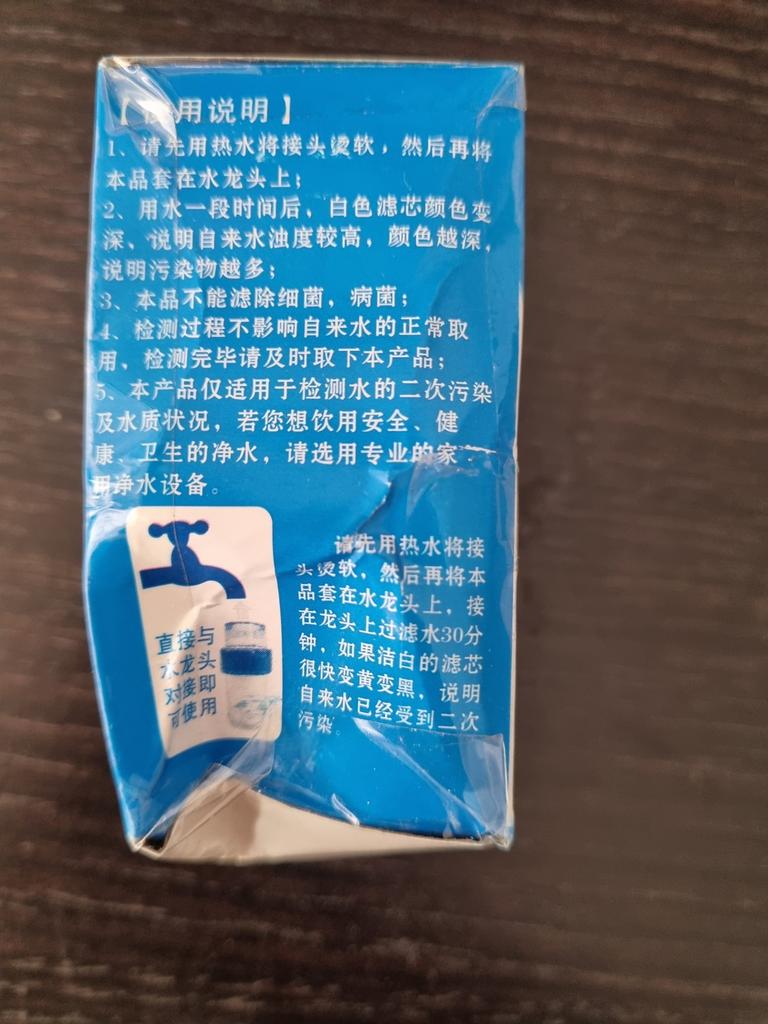 【使用说明】
1、请先用热水将接头烫软，然后再将
本品套在水龙头上；
2、用水一段时间后，白色滤芯颜色变
深、说明自来水浊度较高，颜色越深，
说明污染物越多；
3、本品不能滤除细菌，病菌；
4、检测过程不影响自来水的正常取
用、检测完毕请及时取下本产品；
5、本产品仅适用于检测水的二次污染
及水质状况，若您想饮用安全、健
康、卫生的净水，请选用专业的家
用净水设备。
直接与
水龙头
对接即
可使用
请先用热水将接
头烫软，然后再将本
品套在水龙头上，接
在龙头上过滤水30分
钟，如果洁白的滤芯
很快变黄变黑，说明
自来水已经受到二次
污染